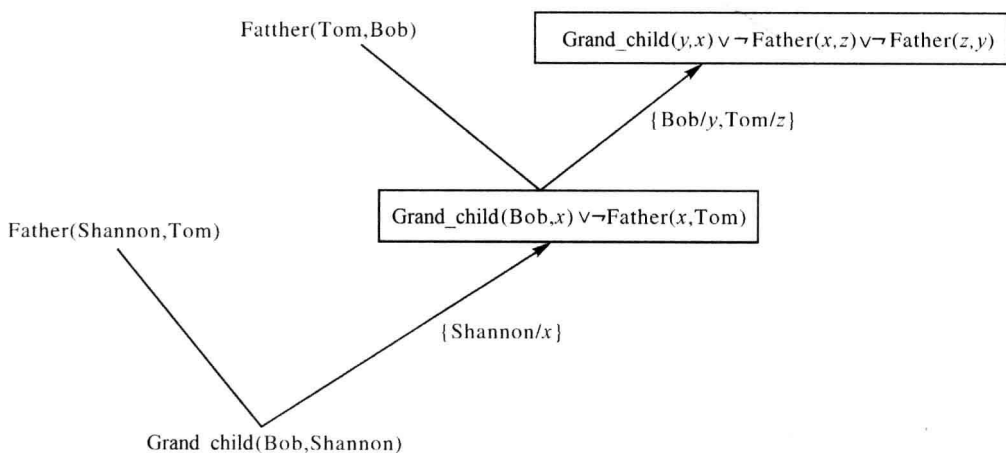 Fatther(Tom,Bob)
Grand_child(y,x) ∨ ¬Father(x,z) ∨ ¬Father(z,y)
{Bob/y,Tom/z}
Grand_child(Bob,x) ∨ ¬Father(x,Tom)
Father(Shannon,Tom)
{Shannon/x}
Grand child(Bob,Shannon)